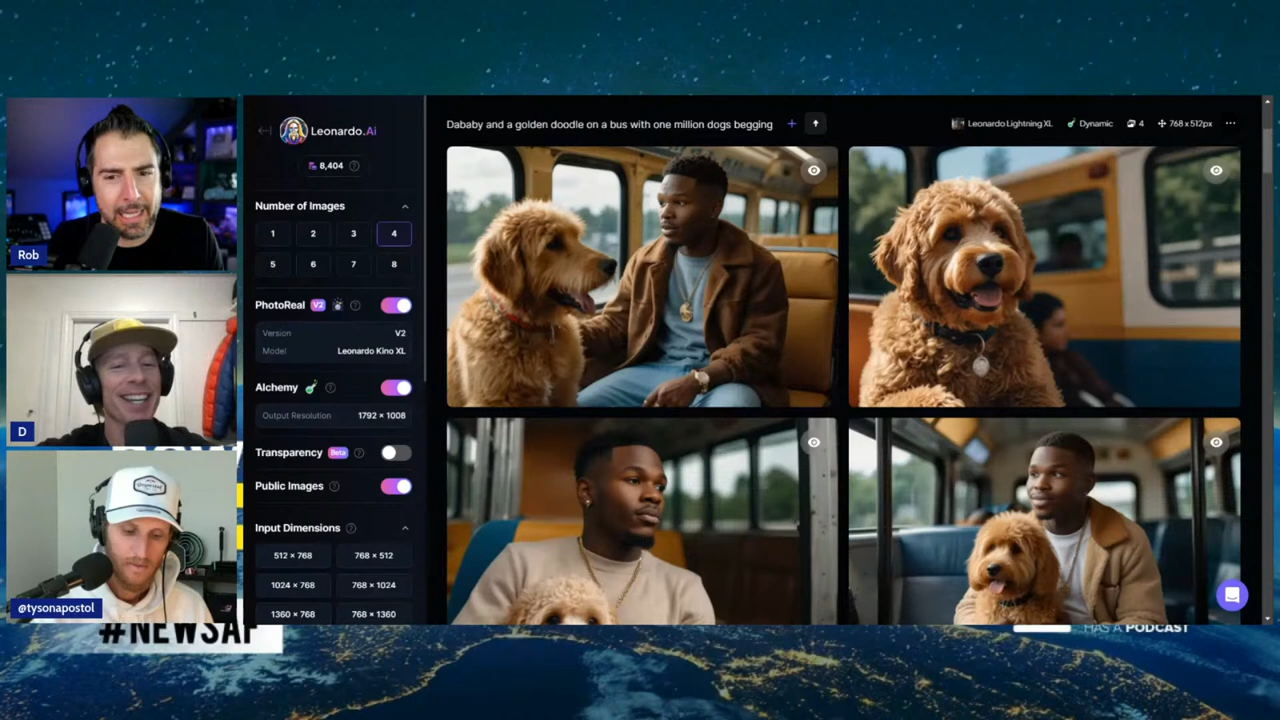 Rob
D
@tysonapostol
#NEWSAF
Leonardo.Ai
8,404
Number of Images
1 2 3 4
5 6 7 8
PhotoReal V2
Version V2
Model Leonardo Kino XL
Alchemy
Output Resolution 1792 × 1008
Transparency Beta
Public Images
Input Dimensions
512 × 768 768 × 512
1024 × 768 768 × 1024
1360 × 768 768 × 1360
Dababy and a golden doodle on a bus with one million dogs begging
Leonardo Lightning XL Dynamic 4 768 x 512px
HAS A PODCAST